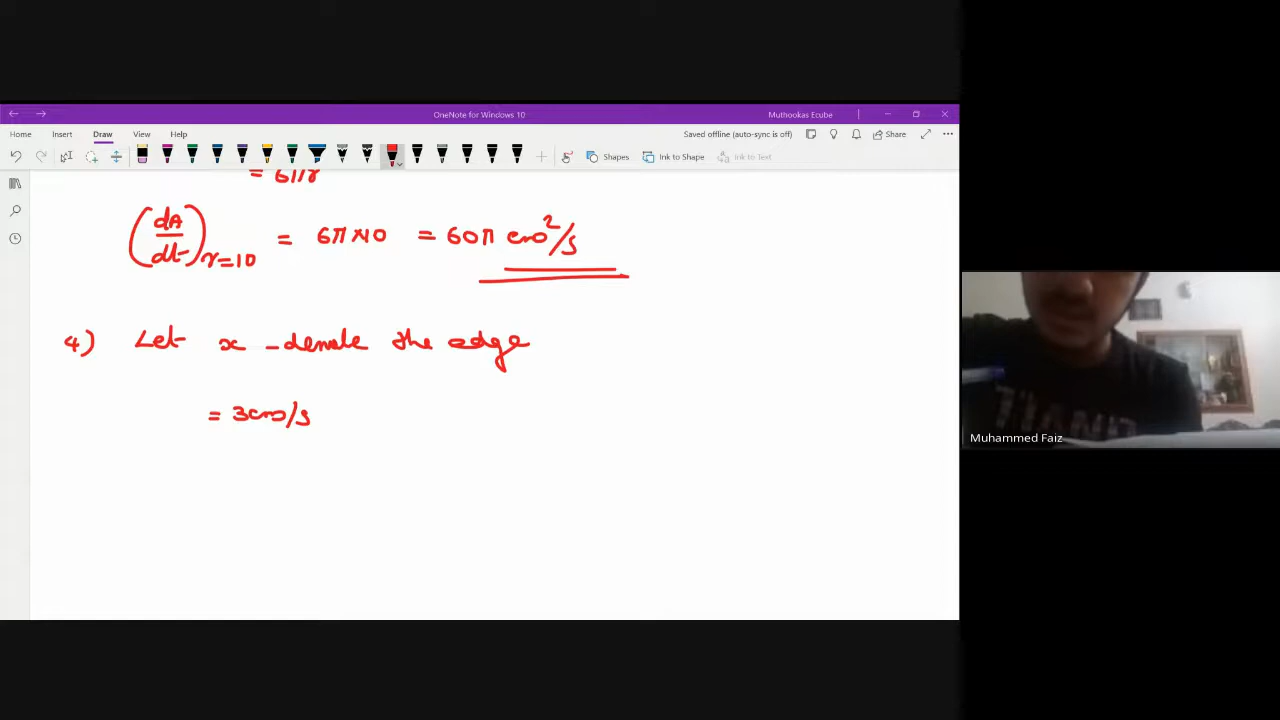 OneNote for Windows 10
Muthookas Ecube
Home Insert Draw View Help
Saved offline (auto-sync is off) Share
Shapes Ink to Shape Ink to Text
= 6πr
(dA/dt)r=10 = 6π×10 = 60π cm²/s
4) Let x denote the edge
= 3cm/s
Muhammed Faiz